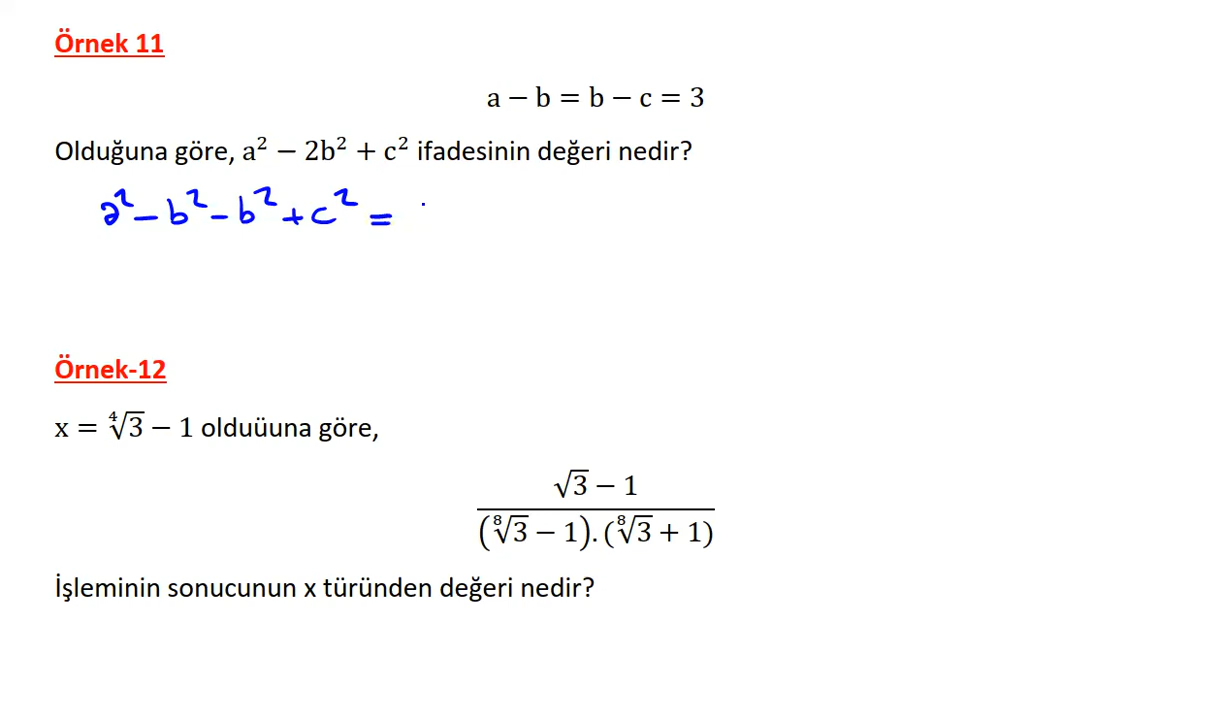 Örnek 11
a − b = b − c = 3
Olduğuna göre, a² − 2b² + c² ifadesinin değeri nedir?
a² − b² − b² + c² =
Örnek-12
x = ⁴√3 − 1 olduüuna göre,
√3 − 1
(⁸√3 − 1).(⁸√3 + 1)
İşleminin sonucunun x türünden değeri nedir?